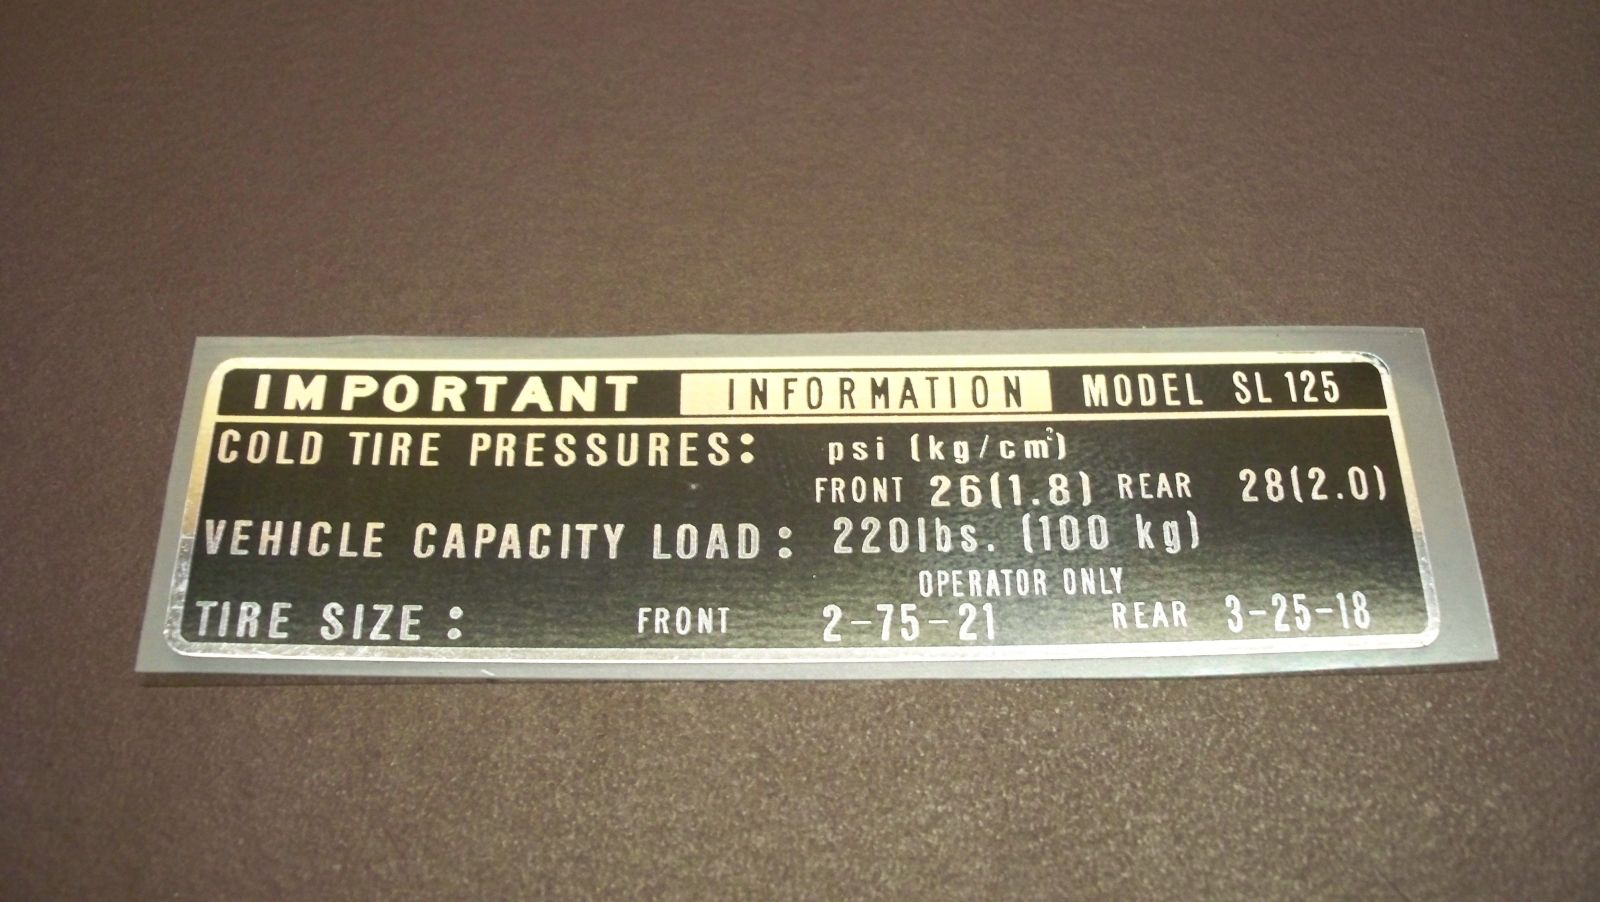 IMPORTANT INFORMATION MODEL SL 125
COLD TIRE PRESSURES: psi (kg/cm²)
FRONT 26(1.8) REAR 28(2.0)
VEHICLE CAPACITY LOAD: 220lbs. (100 kg)
OPERATOR ONLY
TIRE SIZE: FRONT 2-75-21 REAR 3-25-18